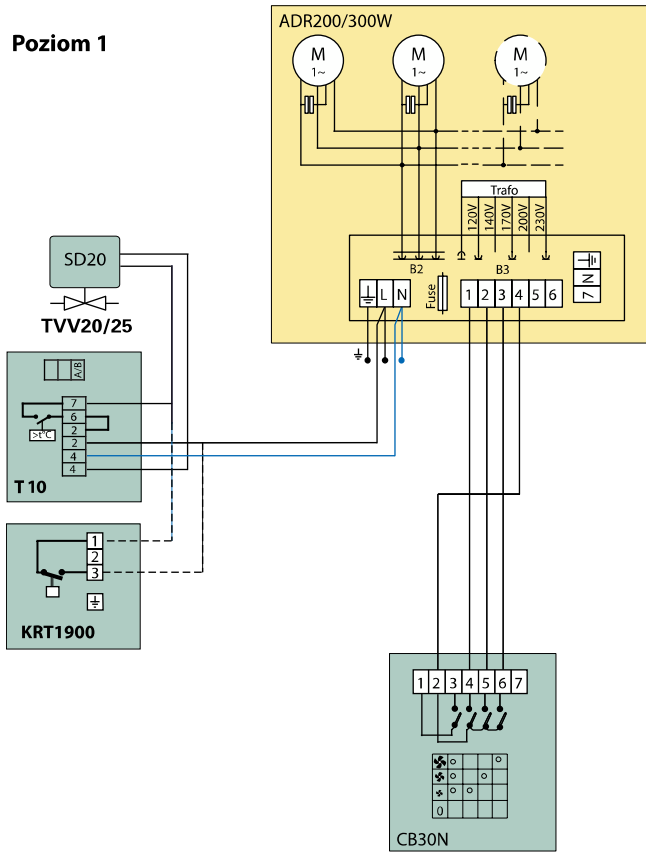 ADR200/300W
Poziom 1
M M M
1~ 1~ 1~
Trafo
120V 140V 170V 200V 230V
B2 B3
L N Fuse 1 2 3 4 5 6 7 N
SD20
TVV20/25
A/B
7
6
2
2
4
4
>t°C
T 10
1
2
3
KRT1900
1 2 3 4 5 6 7
0
CB30N